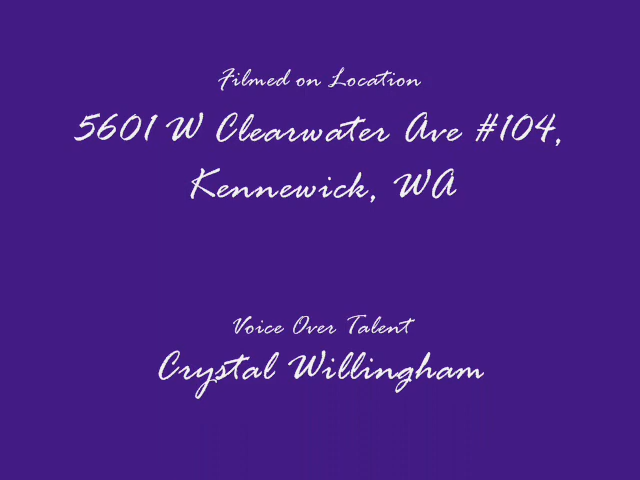 Filmed on Location
5601 W Clearwater Ave #104,
Kennewick, WA
Voice Over Talent
Crystal Willingham